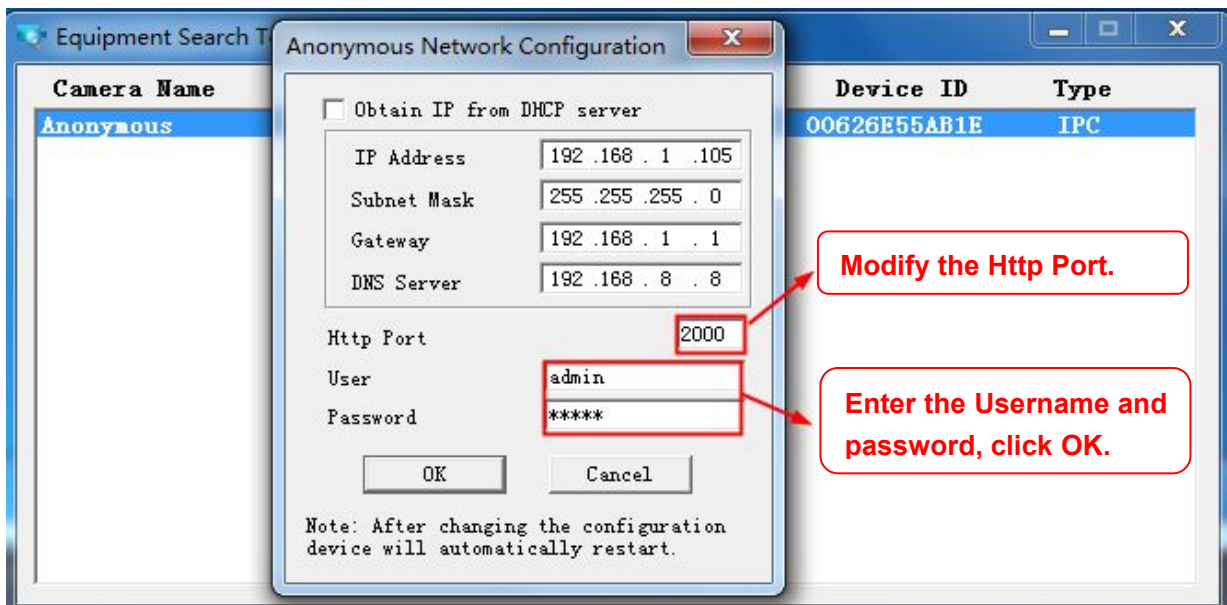 Equipment Search T
Anonymous Network Configuration
Camera Name
Device ID
Type
Anonymous
00626E55AB1E
IPC
Obtain IP from DHCP server
IP Address
192 .168 . 1 .105
Subnet Mask
255 .255 .255 . 0
Gateway
192 .168 . 1 . 1
DNS Server
192 .168 . 8 . 8
Http Port
2000
User
admin
Password
*****
OK
Cancel
Note: After changing the configuration
device will automatically restart.
Modify the Http Port.
Enter the Username and
password, click OK.